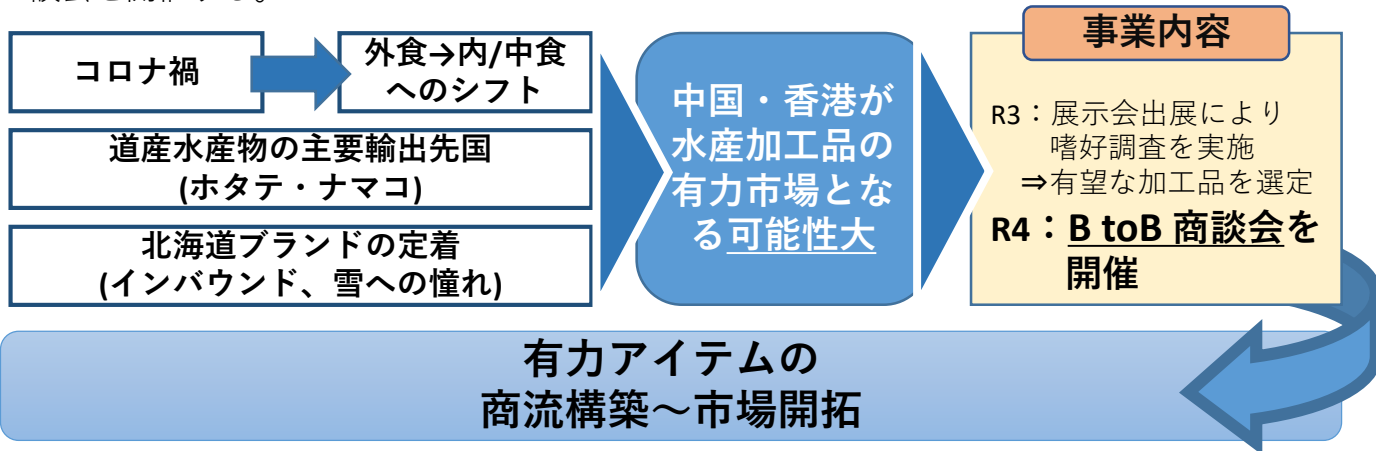 コロナ禍
外食→内/中食
へのシフト
道産水産物の主要輸出先国
(ホタテ・ナマコ)
北海道ブランドの定着
(インバウンド、雪への憧れ)
中国・香港が
水産加工品の
有力市場とな
る可能性大
事業内容
R3：展示会出展により
嗜好調査を実施
⇒有望な加工品を選定
R4：B toB 商談会を
開催
有力アイテムの
商流構築～市場開拓